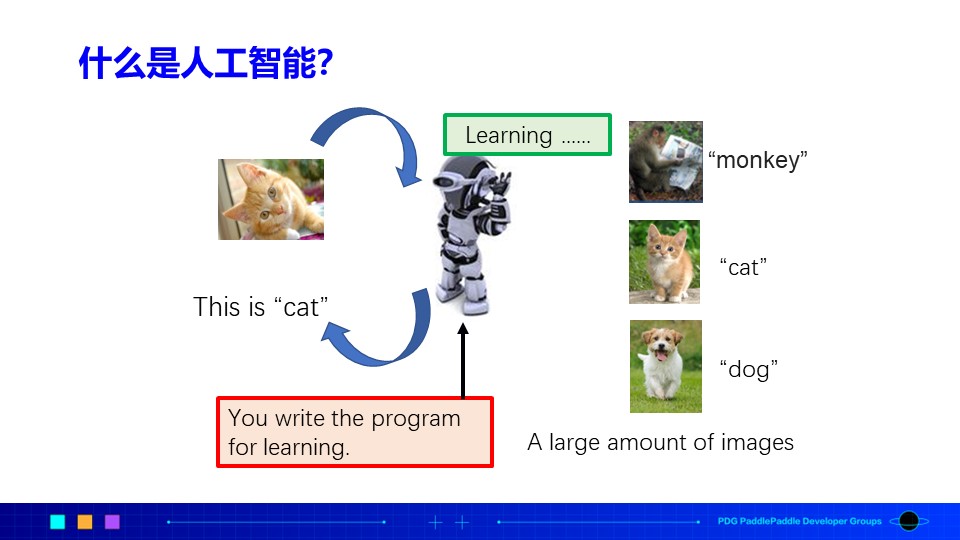 什么是人工智能?
Learning ......
“monkey”
“cat”
This is “cat”
“dog”
You write the program
for learning.
A large amount of images
PDG PaddlePaddle Developer Groups